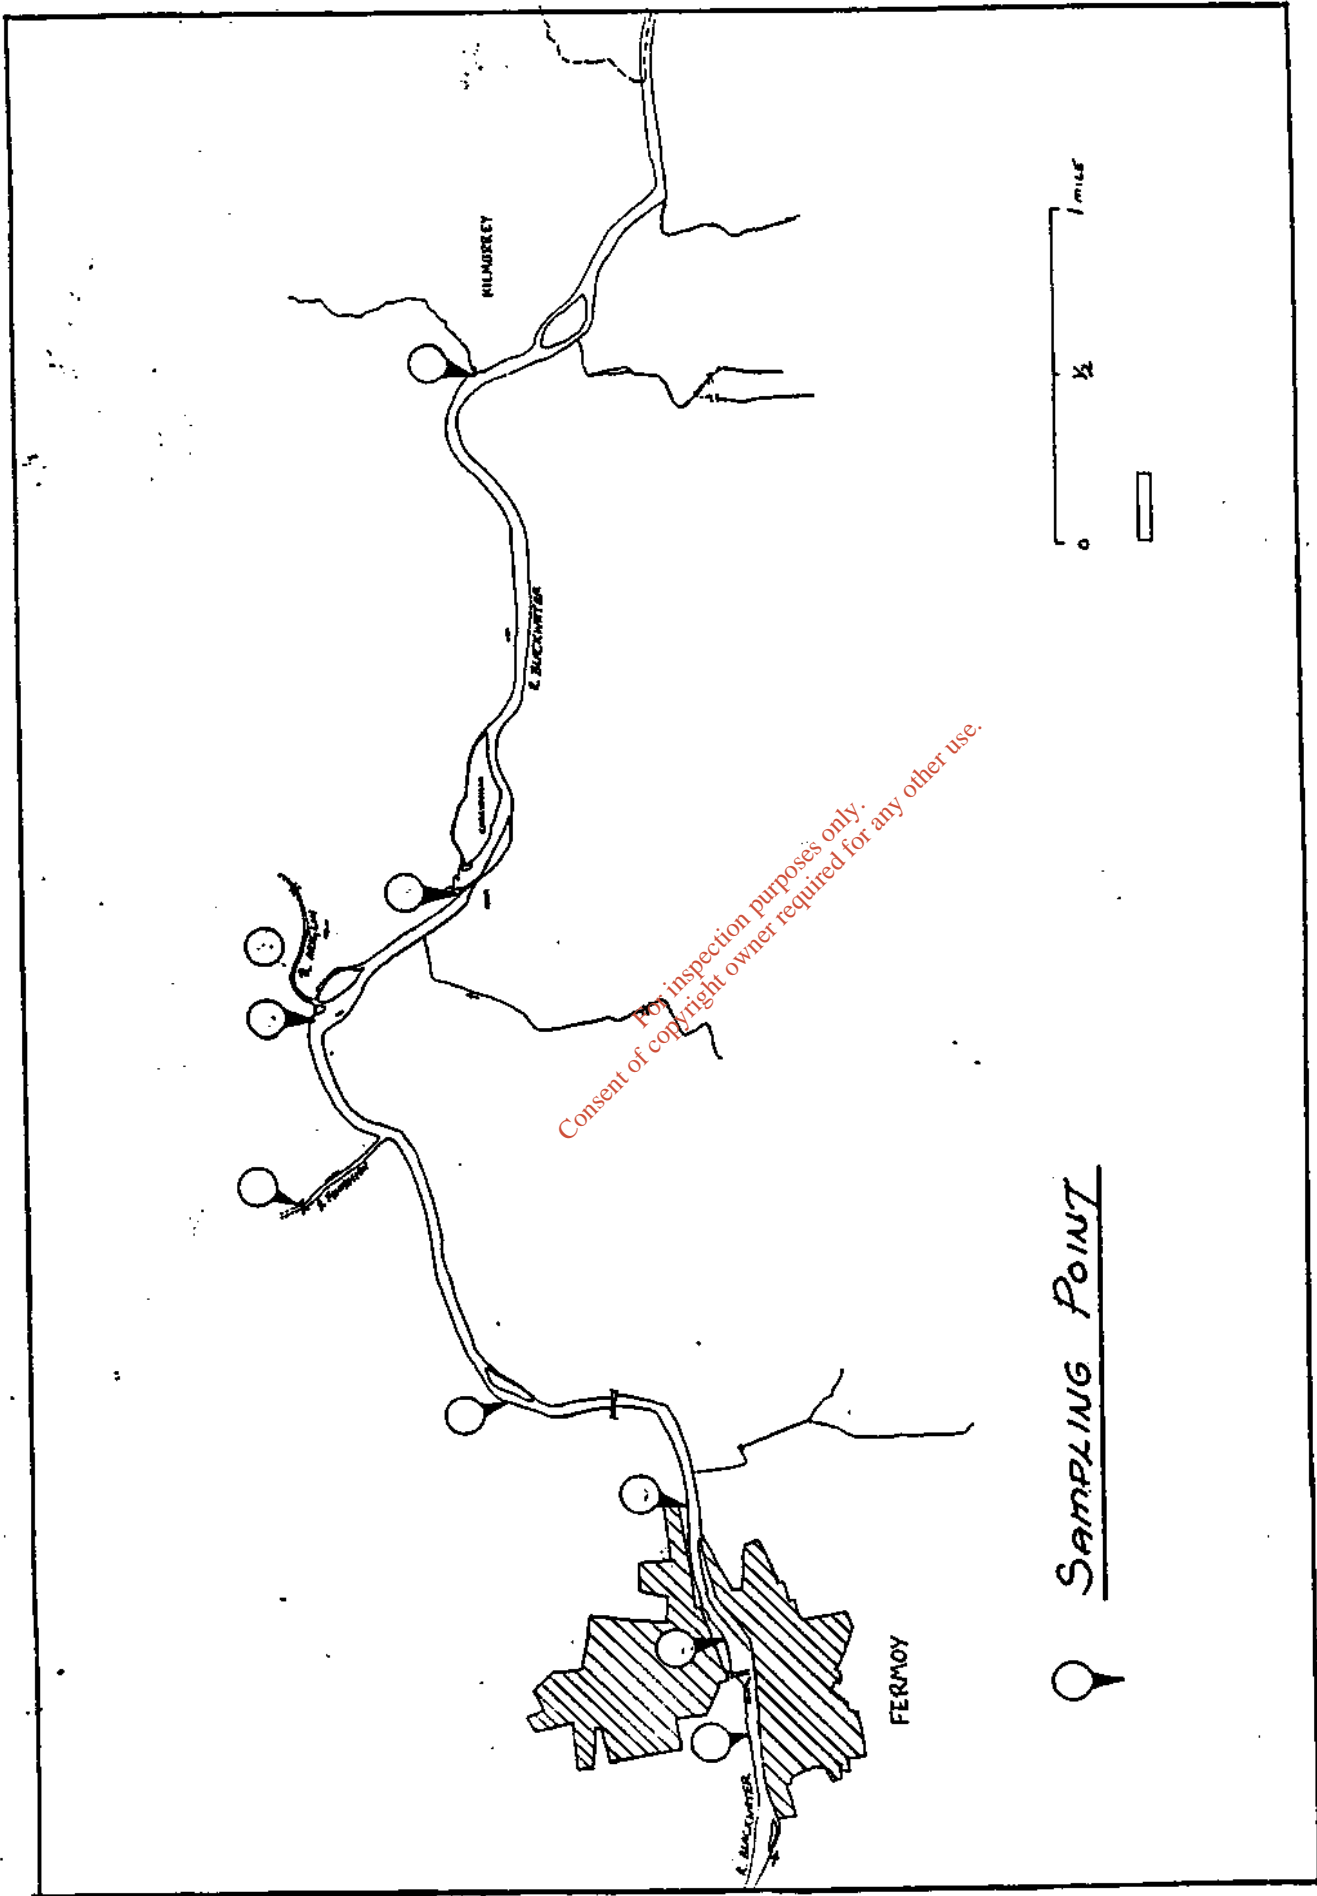 KILMURREY
R. BLACKWATER
R. BLACKWATER
FERMOY
0 ½ 1 MILE
SAMPLING POINT
For inspection purposes only.
Consent of copyright owner required for any other use.